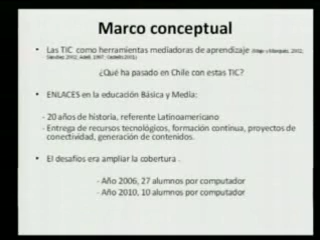 Marco conceptual
• Las TIC como herramientas mediadoras de aprendizaje
¿Qué ha pasado en Chile con estas TIC?
• ENLACES en la educación Básica y Media:
- 20 años de historia, referente Latinoamericano
- Entrega de recursos tecnológicos, formación continua, proyectos de
conectividad, generación de contenidos.
• El desafíos era ampliar la cobertura .
- Año 2006, 27 alumnos por computador
- Año 2010, 10 alumnos por computador